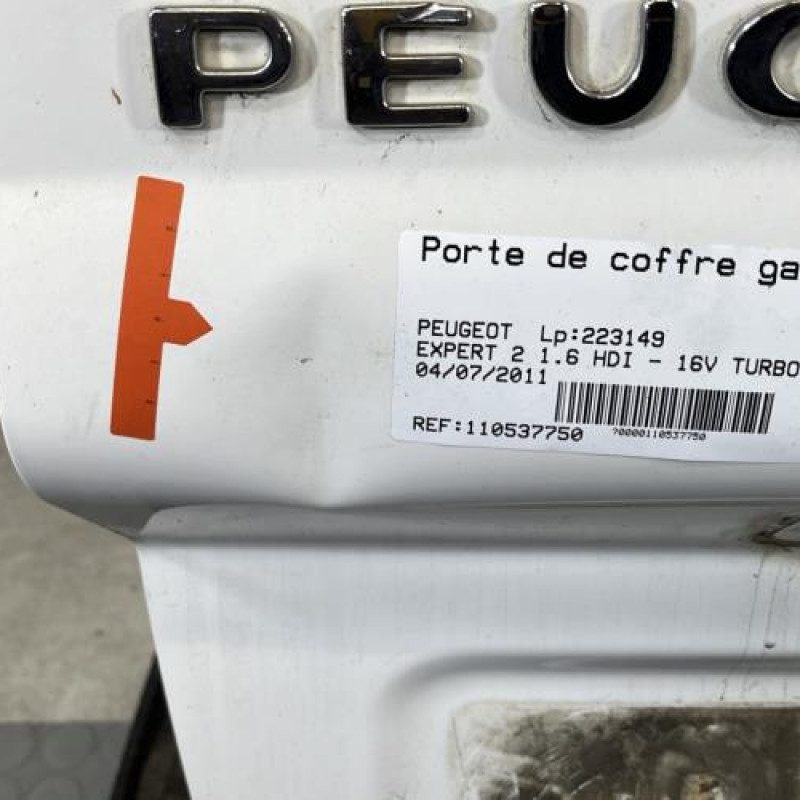 PEUG
Porte de coffre ga
PEUGEOT Lp:223149
EXPERT 2 1.6 HDI - 16V TURBO
04/07/2011
REF:110537750
70000110537750